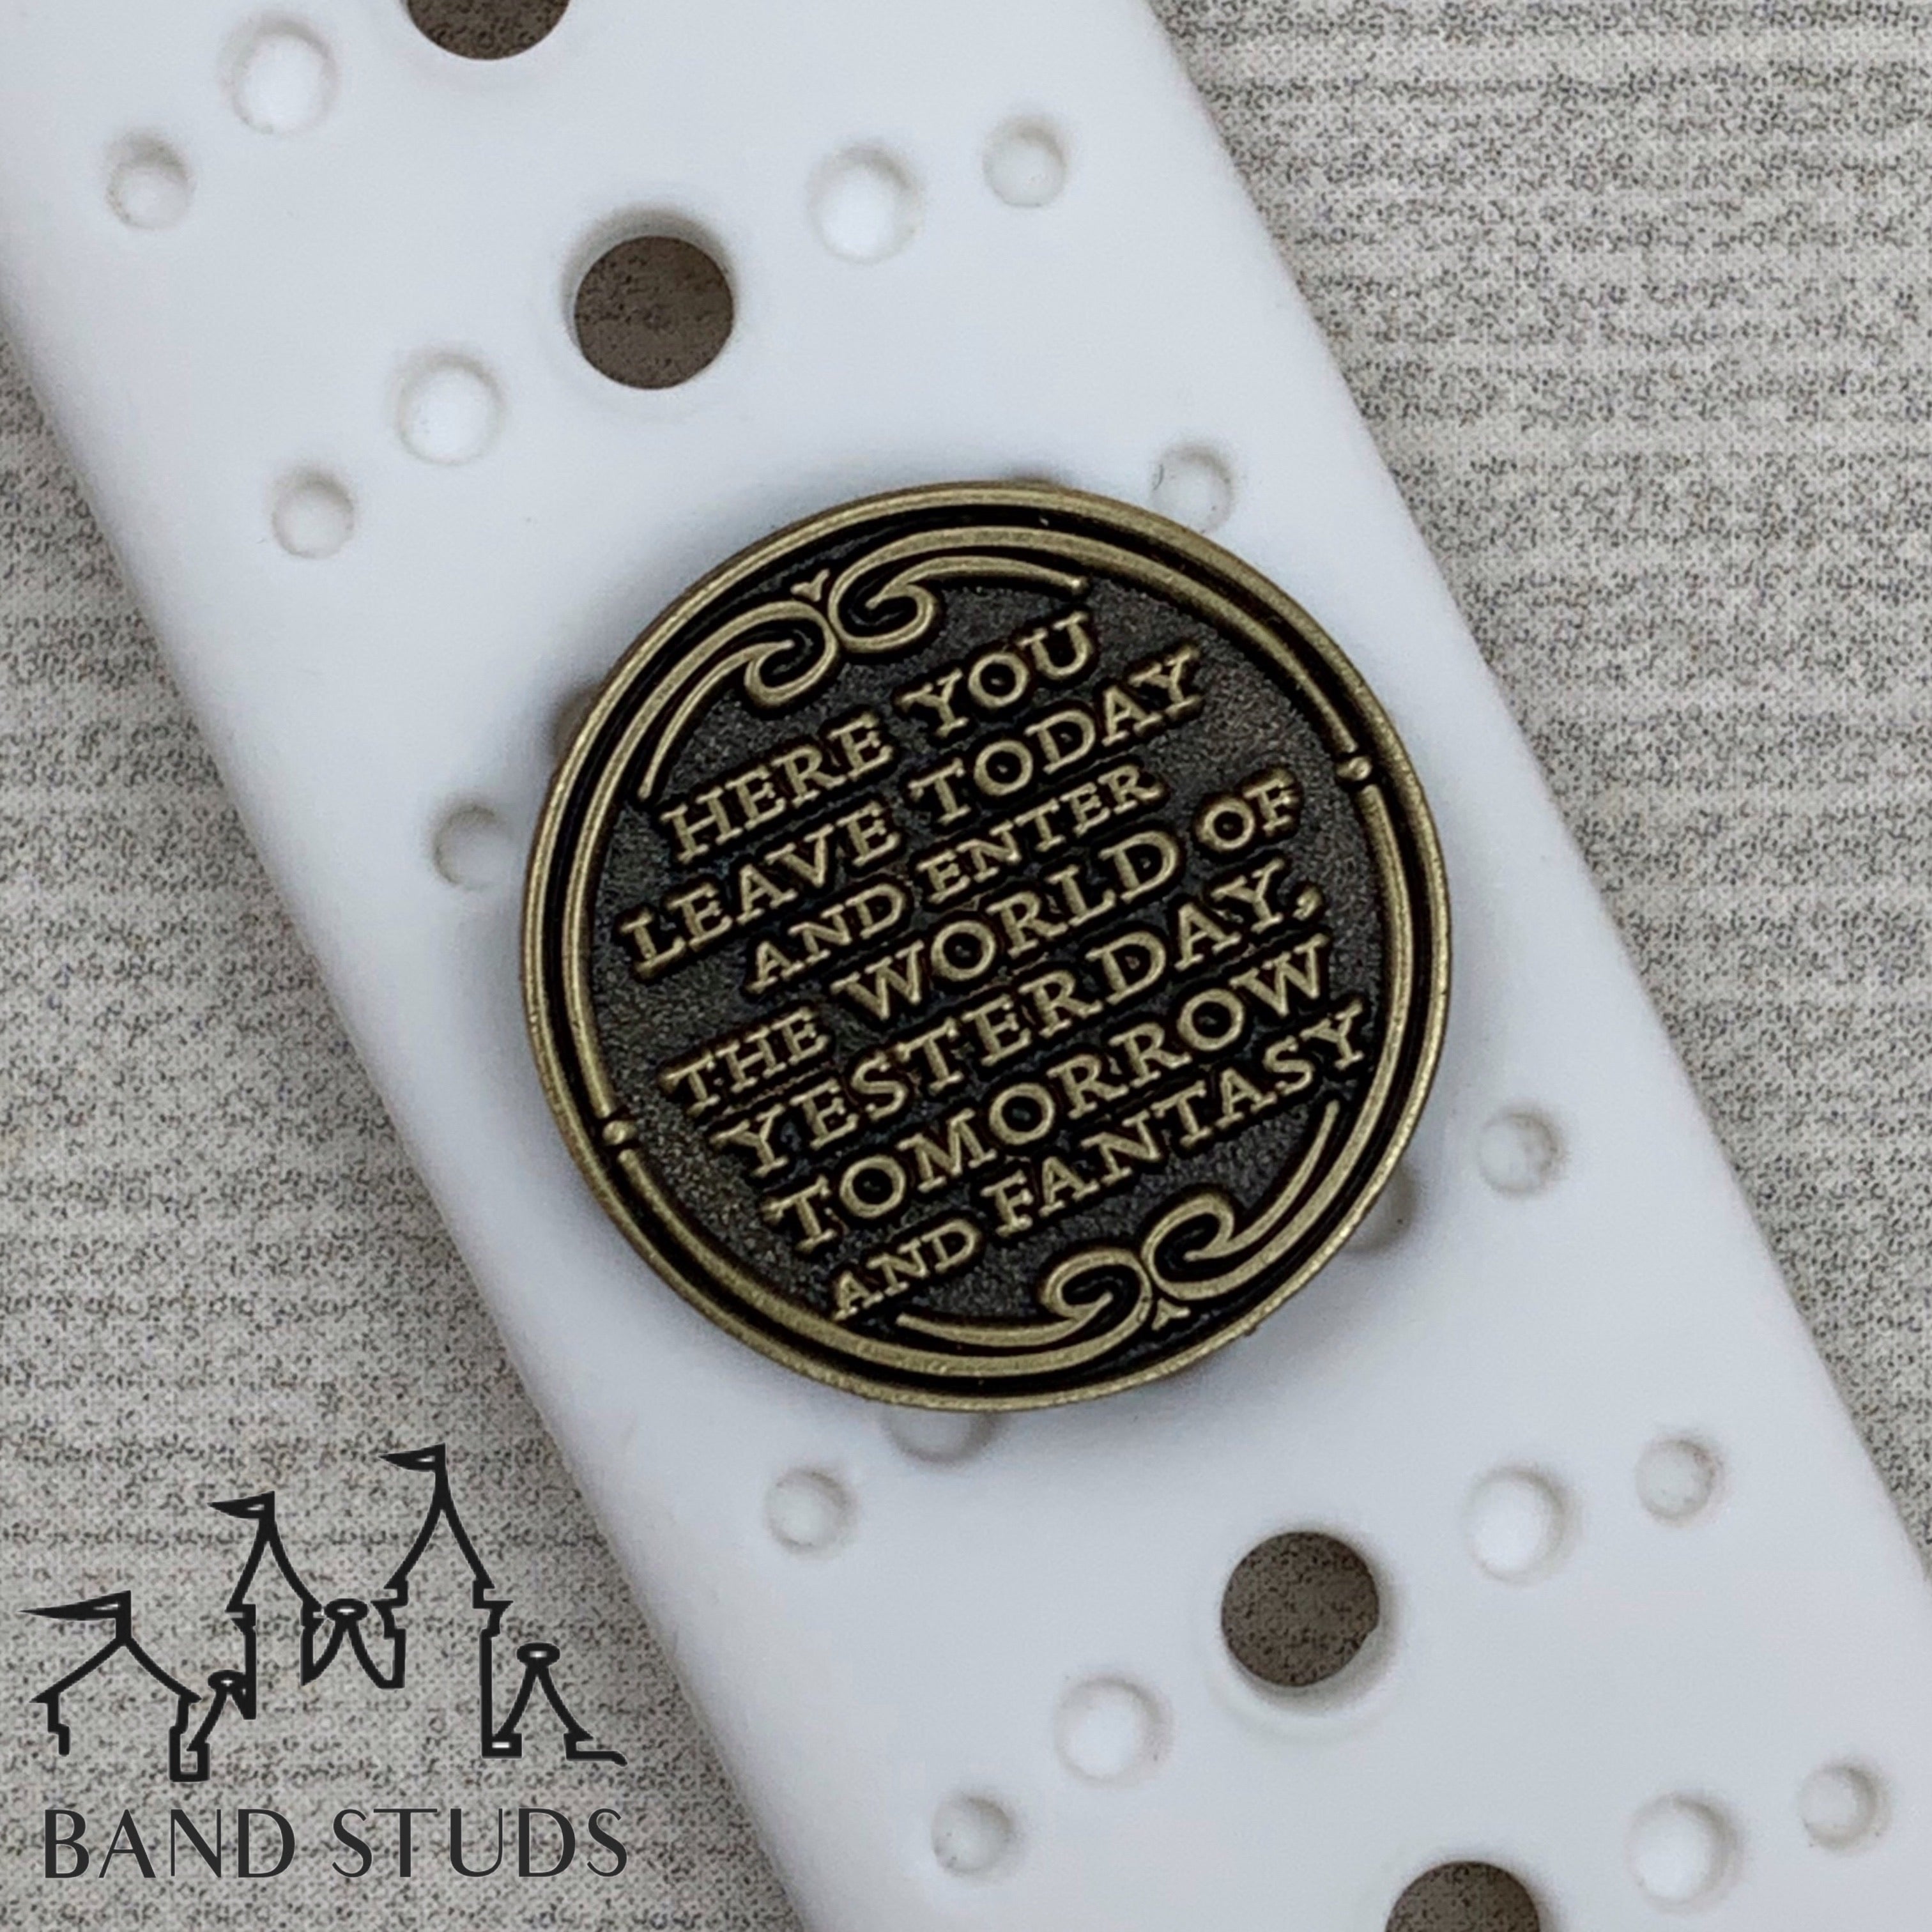 HERE YOU
LEAVE TODAY
AND ENTER
THE WORLD OF
YESTERDAY,
TOMORROW
AND FANTASY
BAND STUDS